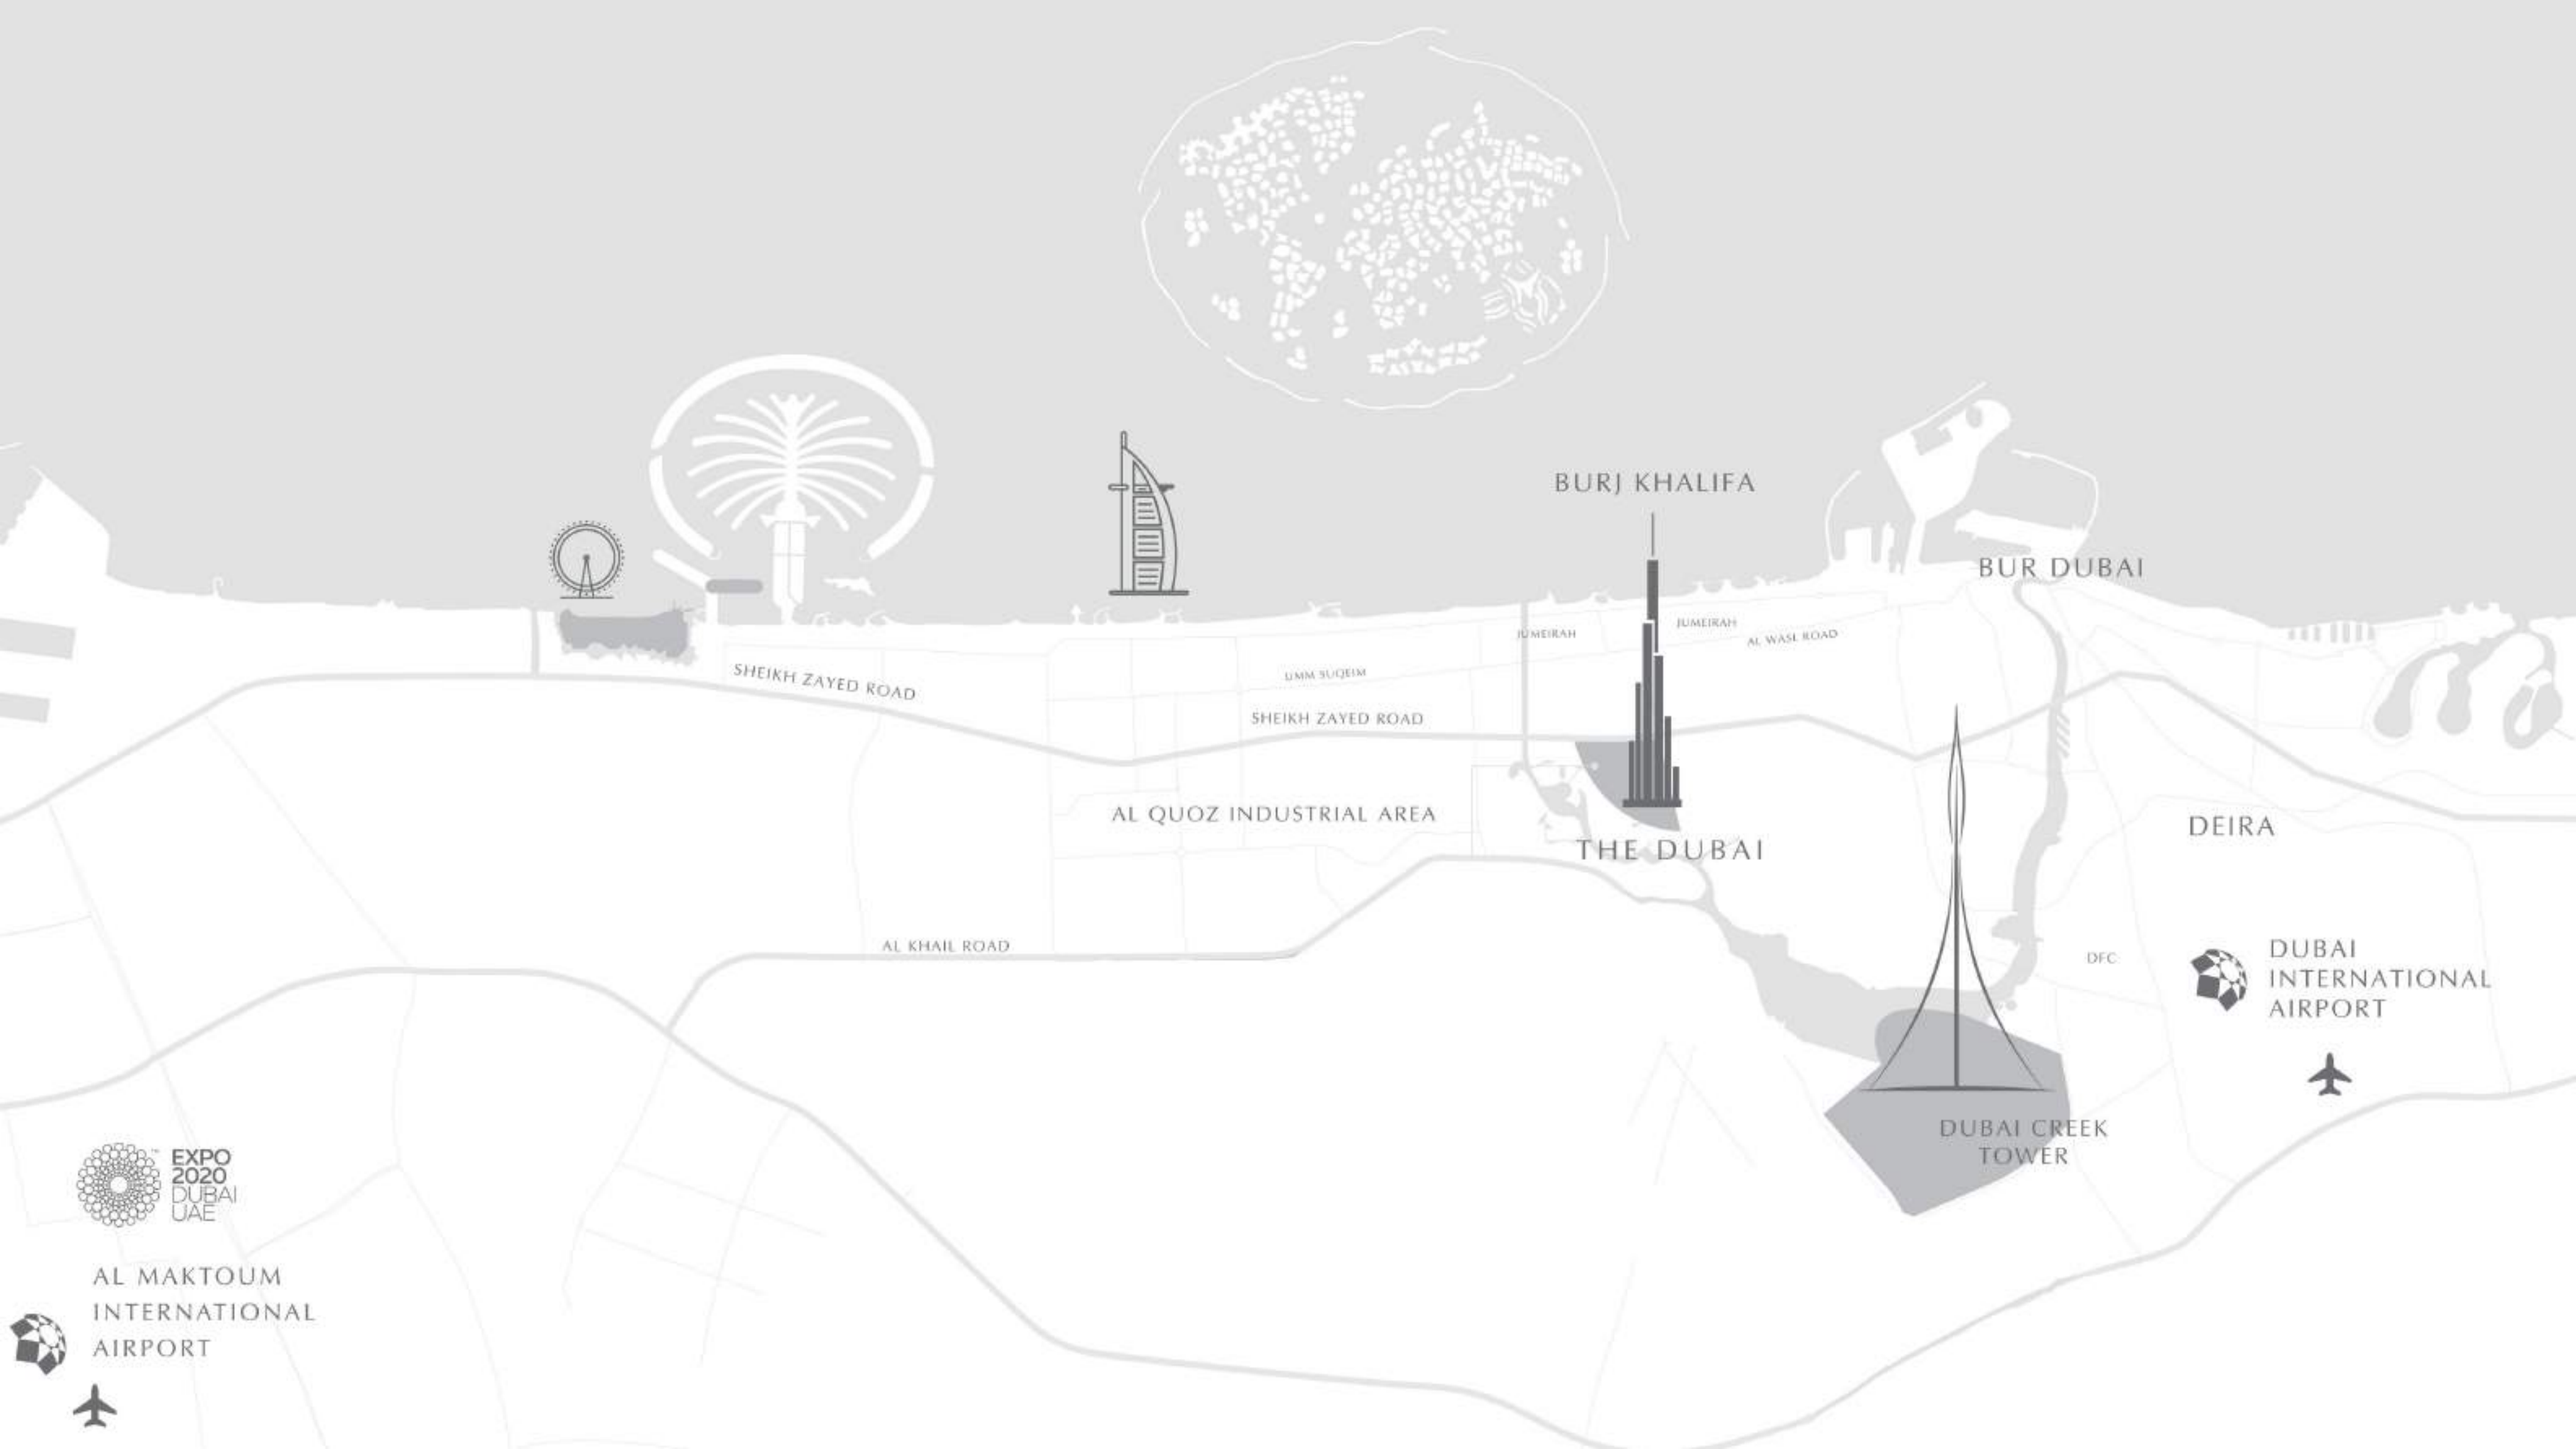 BURJ KHALIFA
BUR DUBAI
JUMEIRAH
JUMEIRAH
AL WASL ROAD
SHEIKH ZAYED ROAD
UMM SUQEIM
SHEIKH ZAYED ROAD
AL QUOZ INDUSTRIAL AREA
DEIRA
THE DUBAI
AL KHAIL ROAD
DFC
DUBAI
INTERNATIONAL
AIRPORT
DUBAI CREEK
TOWER
EXPO
2020
DUBAI
UAE
AL MAKTOUM
INTERNATIONAL
AIRPORT